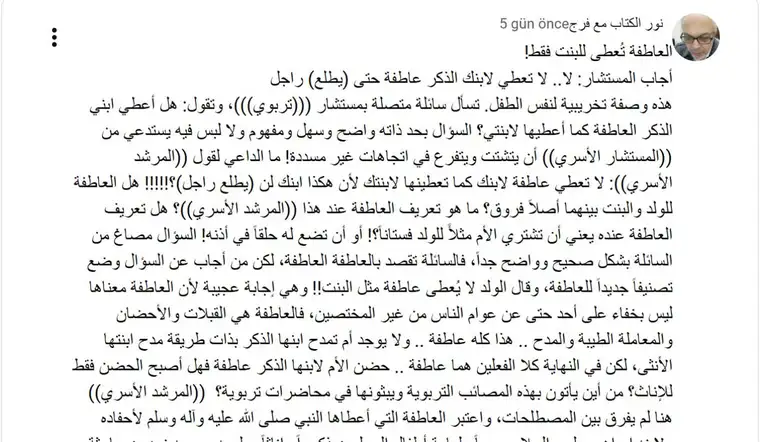 نور الكتاب مع فرج 5 gün önce
العاطفة تُعطى للبنت فقط!
أجاب المستشار: لا.. لا تعطي لابنك الذكر عاطفة حتى (يطلع) راجل
هذه وصفة تخريبية لنفس الطفل. تسأل سائلة متصلة بمستشار (((تربوي)))، وتقول: هل أعطي ابني
الذكر العاطفة كما أعطيها لابنتي؟ السؤال بحد ذاته واضح وسهل ومفهوم ولا لبس فيه يستدعي من
((المستشار الأسري)) أن يتشتت ويتفرع في اتجاهات غير مسددة! ما الداعي لقول ((المرشد
الأسري)): لا تعطي عاطفة لابنك كما تعطينها لابنتك لأن هكذا ابنك لن (يطلع راجل)؟!!!!! هل العاطفة
للولد والبنت بينهما أصلاً فروق؟ ما هو تعريف العاطفة عند هذا ((المرشد الأسري))؟ هل تعريف
العاطفة عنده يعني أن تشتري الأم مثلاً للولد فستاناً؟! أو أن تضع له حلقاً في أذنه! السؤال مصاغ من
السائلة بشكل صحيح وواضح جداً، فالسائلة تقصد بالعاطفة العاطفة، لكن من أجاب عن السؤال وضع
تصنيفاً جديداً للعاطفة، وقال الولد لا يُعطى عاطفة مثل البنت!! وهي إجابة عجيبة لأن العاطفة معناها
ليس بخفاء على أحد حتى عن عوام الناس من غير المختصين، فالعاطفة هي القبلات والأحضان
والمعاملة الطيبة والمدح .. هذا كله عاطفة .. ولا يوجد أم تمدح ابنها الذكر بذات طريقة مدح ابنتها
الأنثى، لكن في النهاية كلا الفعلين هما عاطفة .. حضن الأم لابنها الذكر عاطفة فهل أصبح الحضن فقط
للإناث؟ من أين يأتون بهذه المصائب التربوية ويبثونها في محاضرات تربوية؟ ((المرشد الأسري))
هنا لم يفرق بين المصطلحات، واعتبر العاطفة التي أعطاها النبي صلى الله عليه وآله وسلم لأحفاده